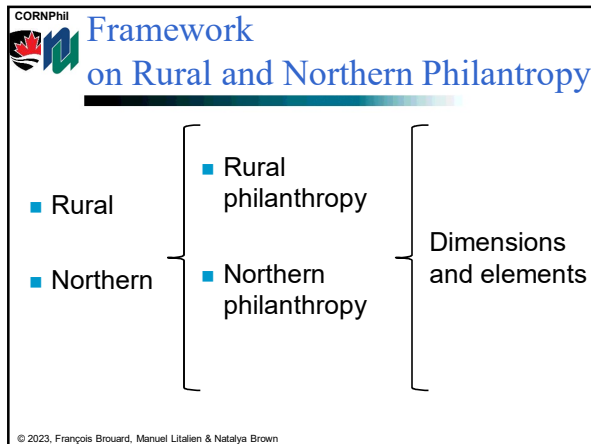 CORNPhil
Framework
on Rural and Northern Philantropy
Rural
Northern
Rural
philanthropy
Northern
philanthropy
Dimensions
and elements
© 2023, François Brouard, Manuel Litalien & Natalya Brown